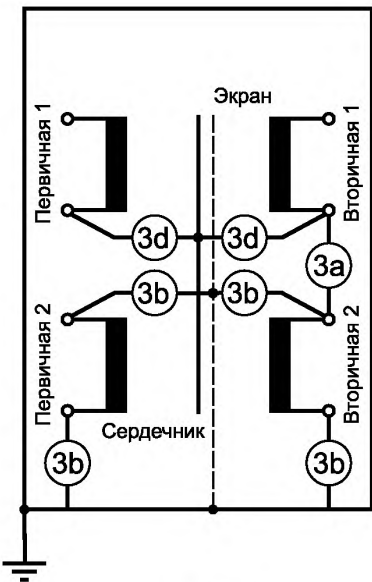 Экран
Первичная 1
Вторичная 1
3d
3d
3a
3b
3b
Первичная 2
Вторичная 2
Сердечник
3b
3b